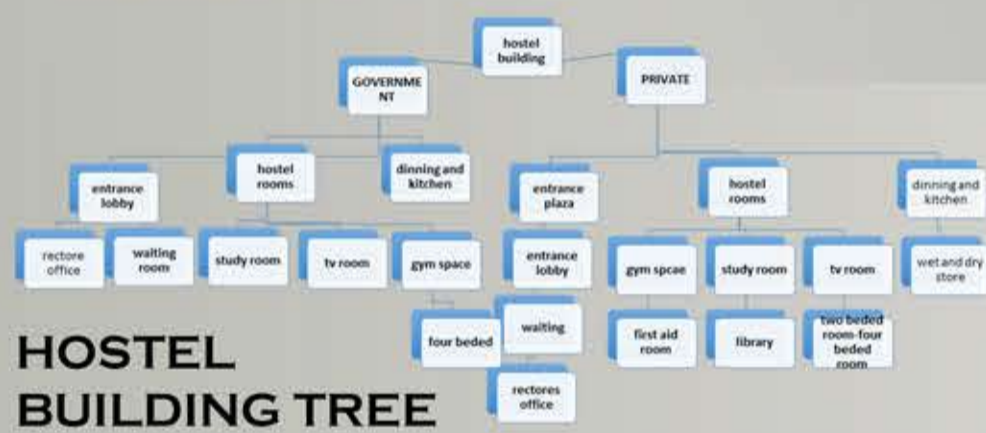 hostel
building
GOVERNME
NT
PRIVATE
entrance
lobby
hostel
rooms
dinning and
kitchen
entrance
plaza
hostel
rooms
dinning and
kitchen
rectore
office
waiting
room
study room
tv room
gym space
entrance
lobby
gym spcae
study room
tv room
wet and dry
store
four beded
waiting
first aid
room
library
two beded
room-four
beded
room
rectores
office
HOSTEL
BUILDING TREE